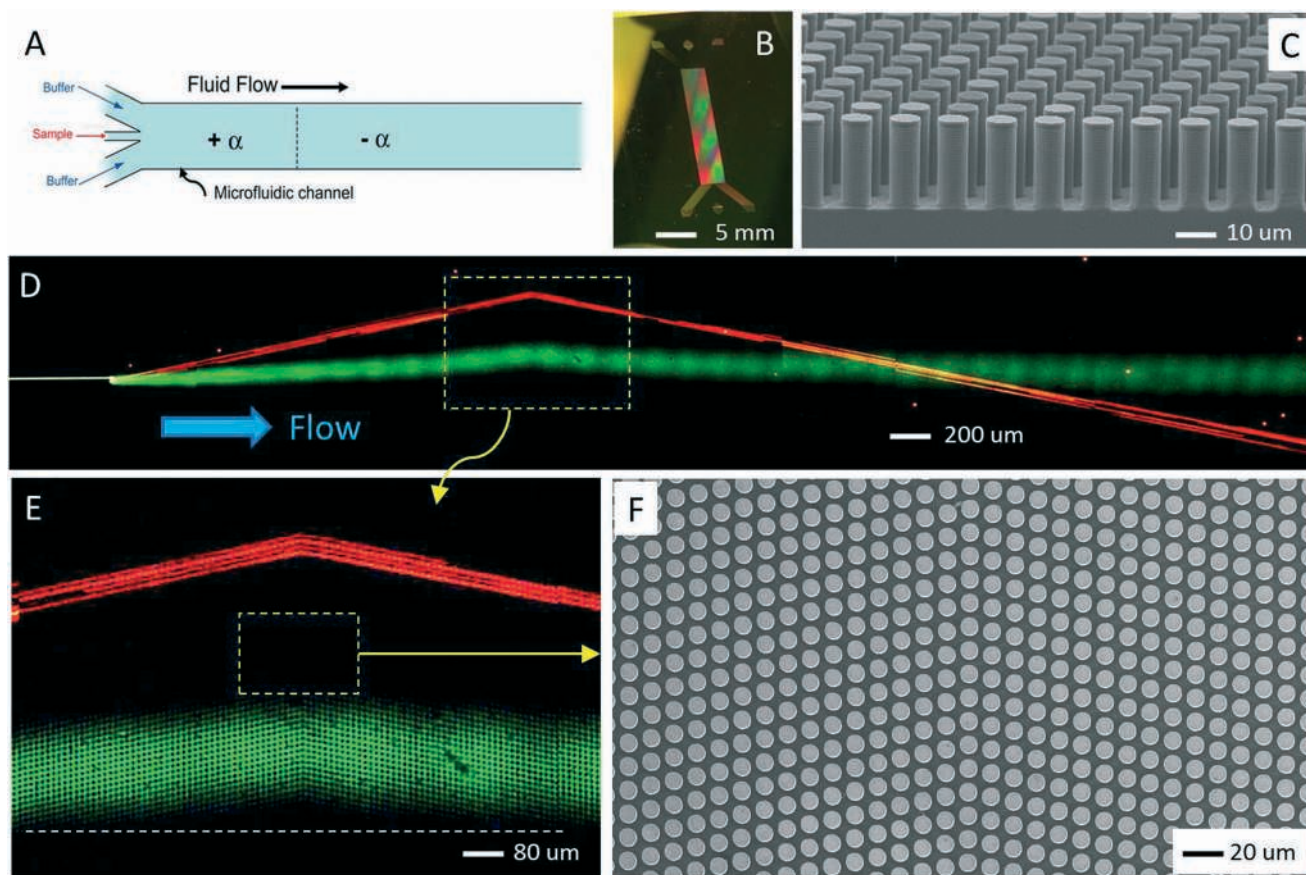 A
Fluid Flow
Buffer
Sample
Buffer
+ α
- α
Microfluidic channel
B
5 mm
C
10 um
D
Flow
200 um
E
80 um
F
20 um